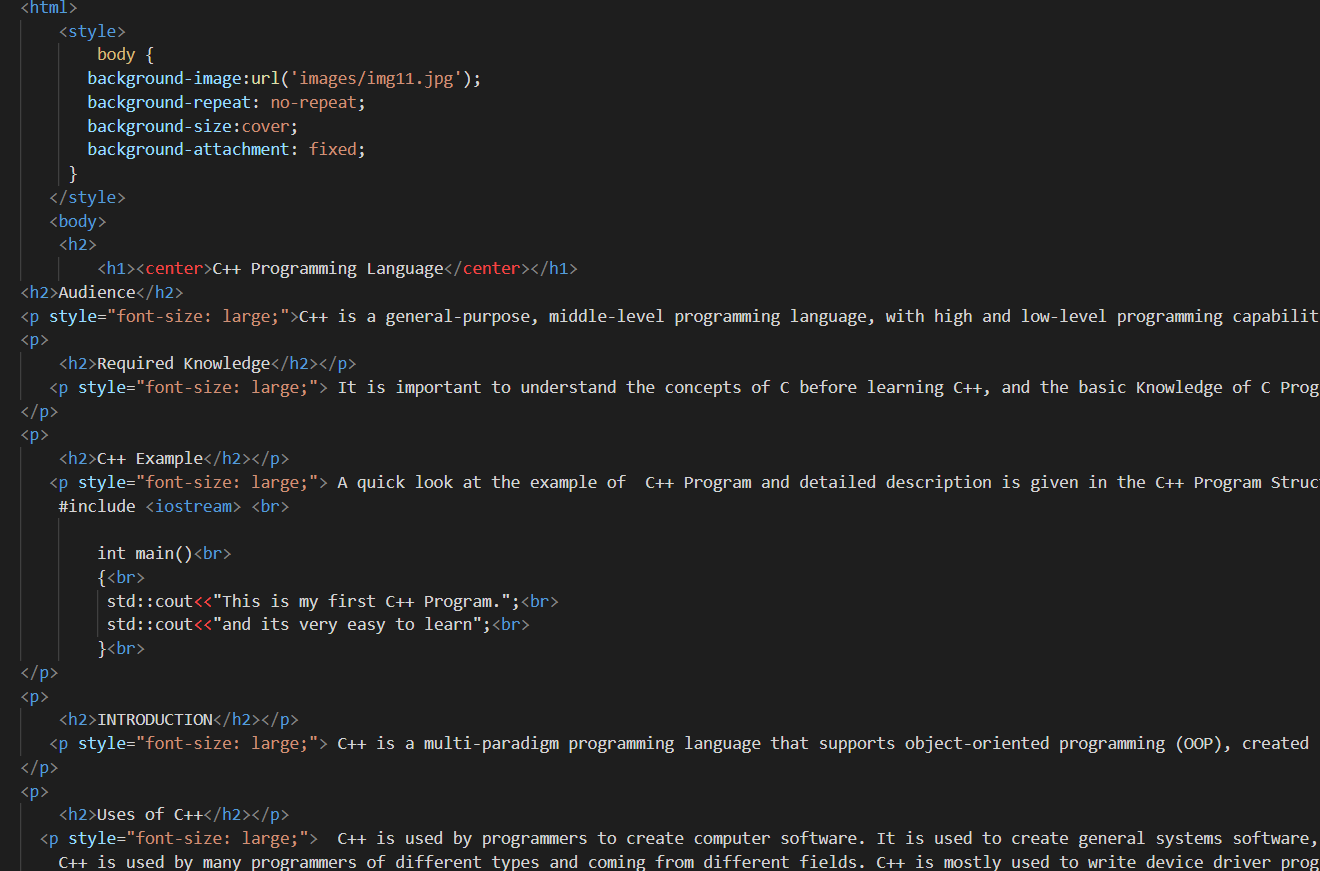 <html>
<style>
body {
background-image:url('images/img11.jpg');
background-repeat: no-repeat;
background-size:cover;
background-attachment: fixed;
}
</style>
<body>
<h2>
<h1><center>C++ Programming Language</center></h1>
<h2>Audience</h2>
<p style="font-size: large;">C++ is a general-purpose, middle-level programming language, with high and low-level programming capabilit
<p>
<h2>Required Knowledge</h2></p>
<p style="font-size: large;"> It is important to understand the concepts of C before learning C++, and the basic Knowledge of C Prog
</p>
<p>
<h2>C++ Example</h2></p>
<p style="font-size: large;"> A quick look at the example of  C++ Program and detailed description is given in the C++ Program Struc
#include <iostream> <br>
int main()<br>
{<br>
std::cout<<"This is my first C++ Program.";<br>
std::cout<<"and its very easy to learn";<br>
}<br>
</p>
<p>
<h2>INTRODUCTION</h2></p>
<p style="font-size: large;"> C++ is a multi-paradigm programming language that supports object-oriented programming (OOP), created
</p>
<p>
<h2>Uses of C++</h2></p>
<p style="font-size: large;">  C++ is used by programmers to create computer software. It is used to create general systems software,
C++ is used by many programmers of different types and coming from different fields. C++ is mostly used to write device driver prog